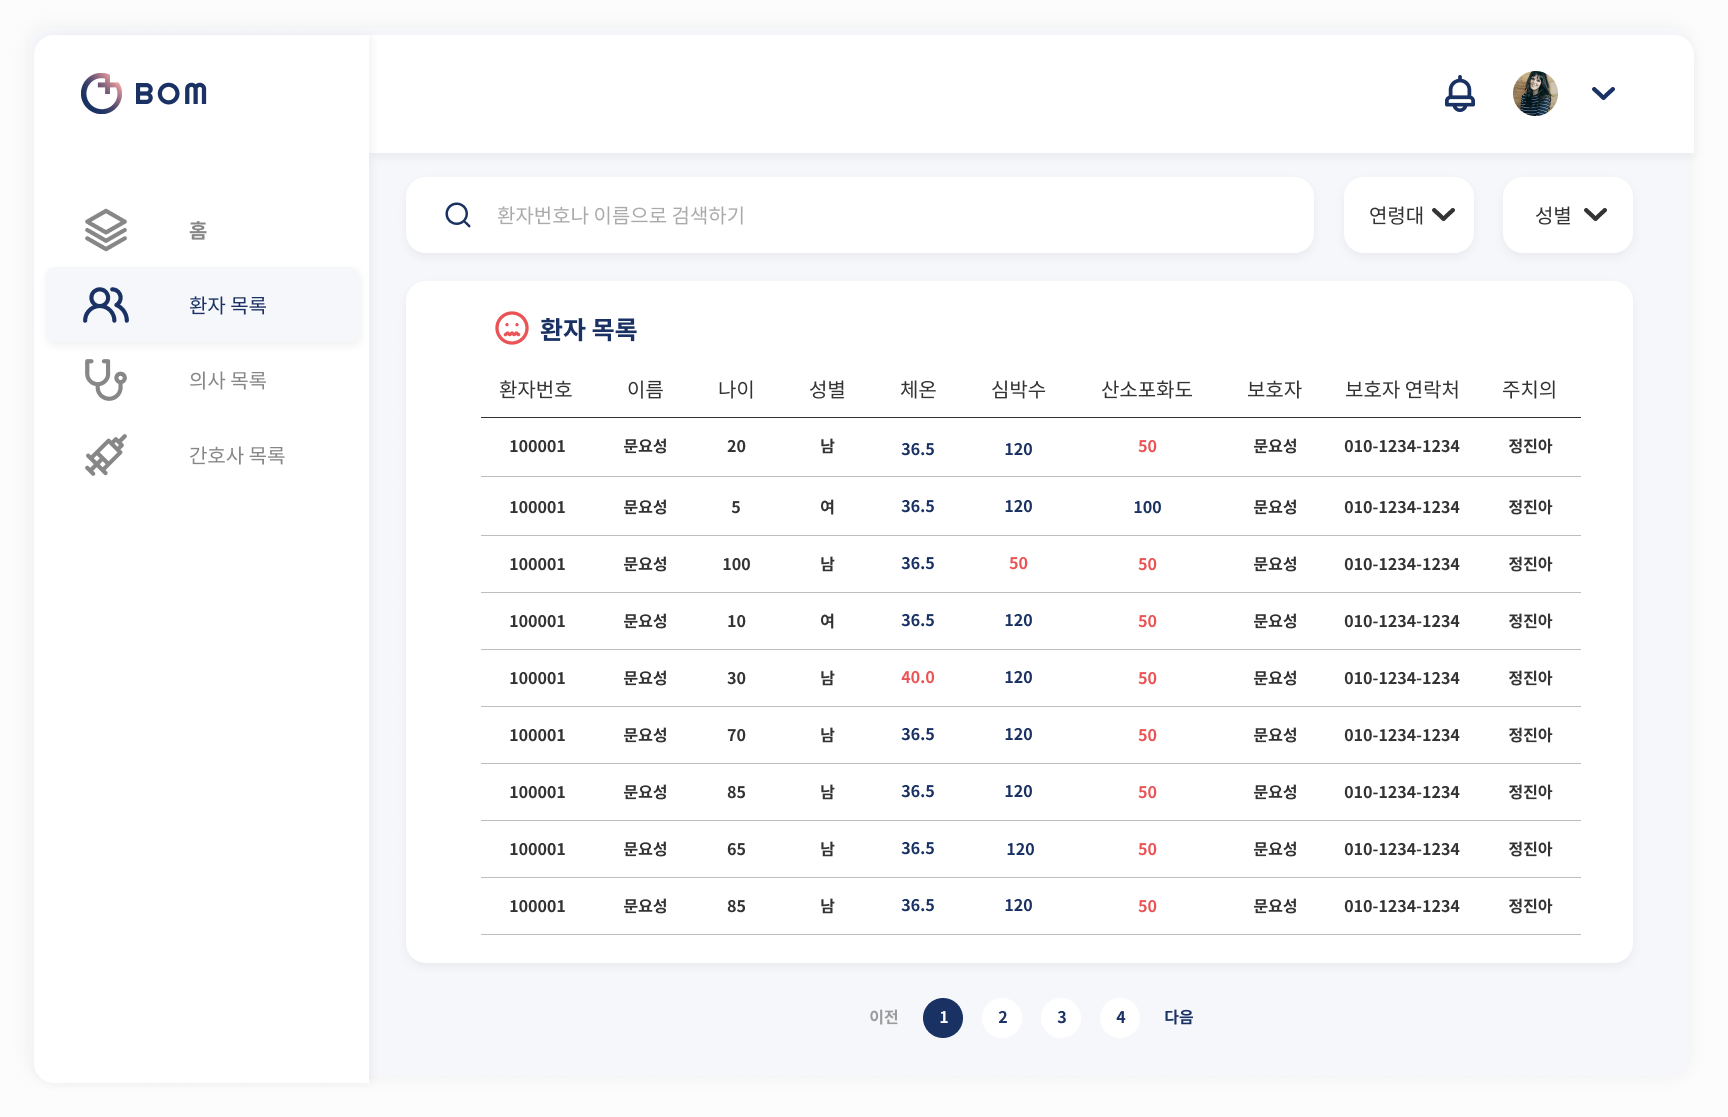 BOM
홈
환자 목록
의사 목록
간호사 목록
환자번호나 이름으로 검색하기
연령대
성별
환자 목록
환자번호 이름 나이 성별 체온 심박수 산소포화도 보호자 보호자 연락처 주치의
100001 문요성 20 남 36.5 120 50 문요성 010-1234-1234 정진아
100001 문요성 5 여 36.5 120 100 문요성 010-1234-1234 정진아
100001 문요성 100 남 36.5 50 50 문요성 010-1234-1234 정진아
100001 문요성 10 여 36.5 120 50 문요성 010-1234-1234 정진아
100001 문요성 30 남 40.0 120 50 문요성 010-1234-1234 정진아
100001 문요성 70 남 36.5 120 50 문요성 010-1234-1234 정진아
100001 문요성 85 남 36.5 120 50 문요성 010-1234-1234 정진아
100001 문요성 65 남 36.5 120 50 문요성 010-1234-1234 정진아
100001 문요성 85 남 36.5 120 50 문요성 010-1234-1234 정진아
이전 1 2 3 4 다음